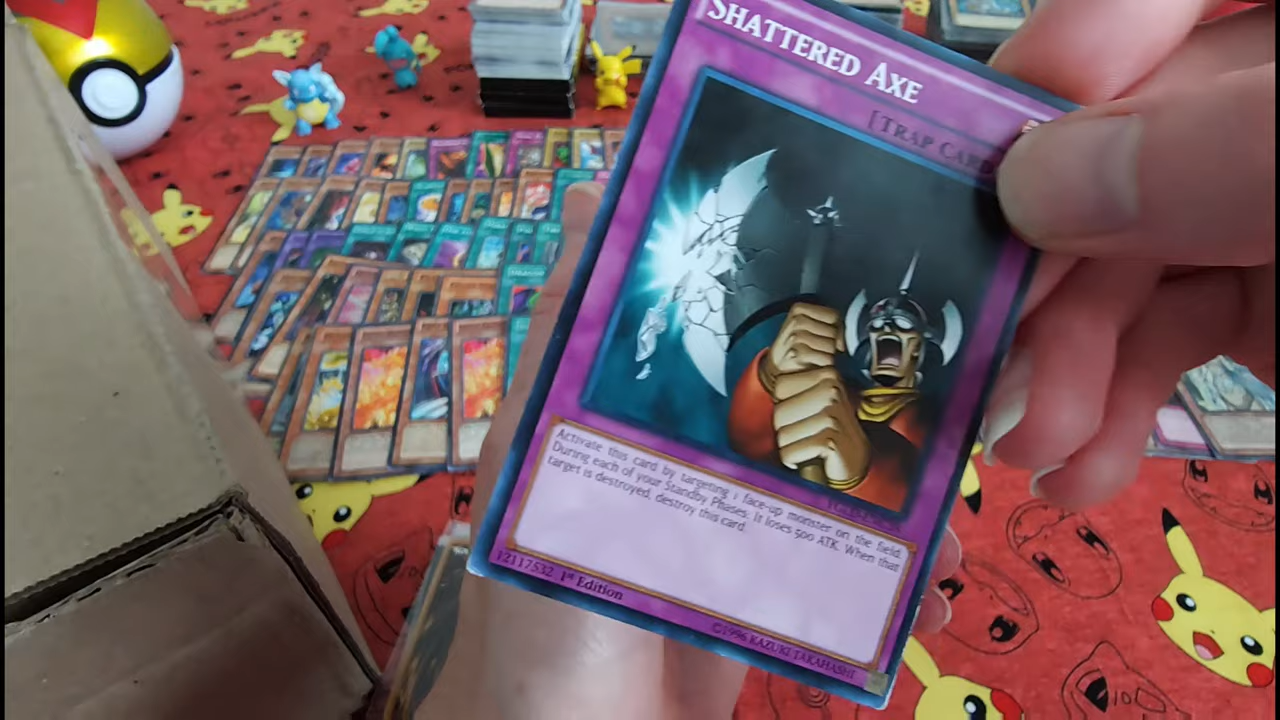 SHATTERED AXE
[TRAP CARD
Activate this card by targeting 1 face-up monster on the field.
During each of your Standby Phases, it loses 500 ATK. When that
target is destroyed, destroy this card.
12117532 1st Edition
©1996 KAZUKI TAKAHASHI